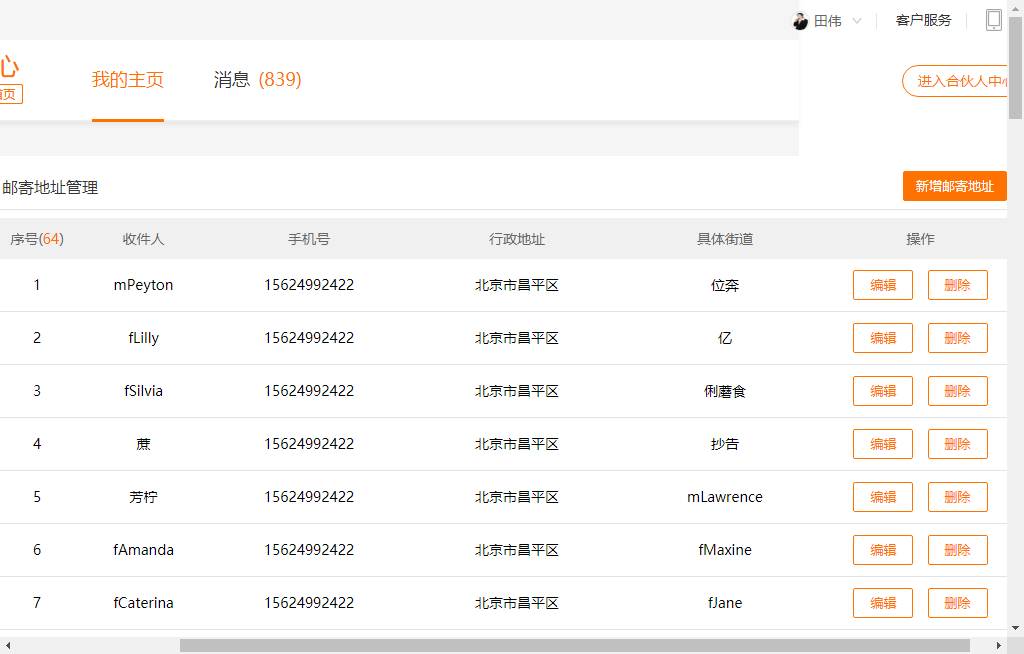 田伟 客户服务
心
我的主页 消息 (839) 进入合伙人中心
首页
邮寄地址管理 新增邮寄地址
序号(64) 收件人 手机号 行政地址 具体街道 操作
1 mPeyton 15624992422 北京市昌平区 位奔 编辑 删除
2 fLilly 15624992422 北京市昌平区 亿 编辑 删除
3 fSilvia 15624992422 北京市昌平区 俐蘑食 编辑 删除
4 蔗 15624992422 北京市昌平区 抄告 编辑 删除
5 芳柠 15624992422 北京市昌平区 mLawrence 编辑 删除
6 fAmanda 15624992422 北京市昌平区 fMaxine 编辑 删除
7 fCaterina 15624992422 北京市昌平区 fJane 编辑 删除